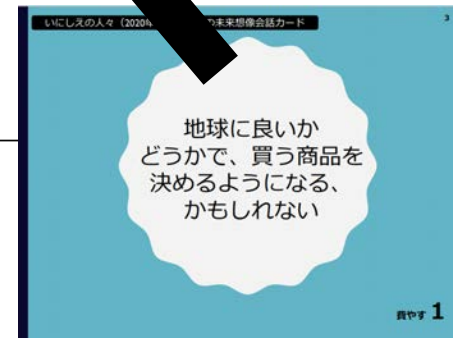 いにしえの人々（2020年 の未来想像会話カード
3
地球に良いか
どうかで、買う商品を
決めるようになる、
かもしれない
費やす 1